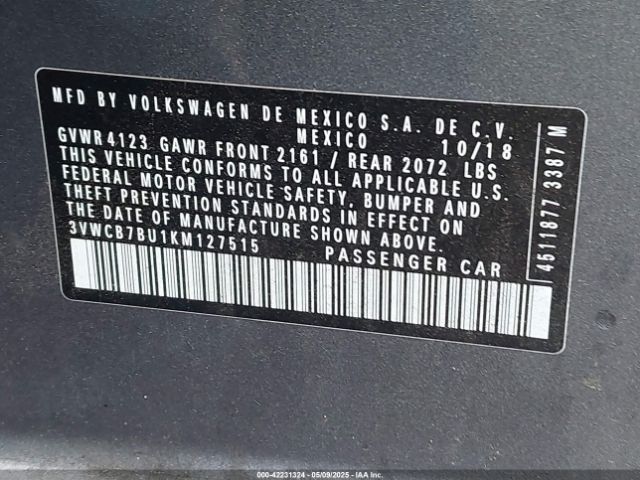 MFD BY VOLKSWAGEN DE MEXICO S.A. DE C.V.
MEXICO 10/18
GVWR 4123 GAWR FRONT 2161 / REAR 2072 LBS
THIS VEHICLE CONFORMS TO ALL APPLICABLE U.S.
FEDERAL MOTOR VEHICLE SAFETY, BUMPER AND
THEFT PREVENTION STANDARDS IN EFFECT ON
THE DATE OF MANUFACTURE SHOWN ABOVE.
3VWCB7BU1KM127515 PASSENGER CAR
4511877 3387 M
000-42231324 - 05/09/2025 - IAA Inc.